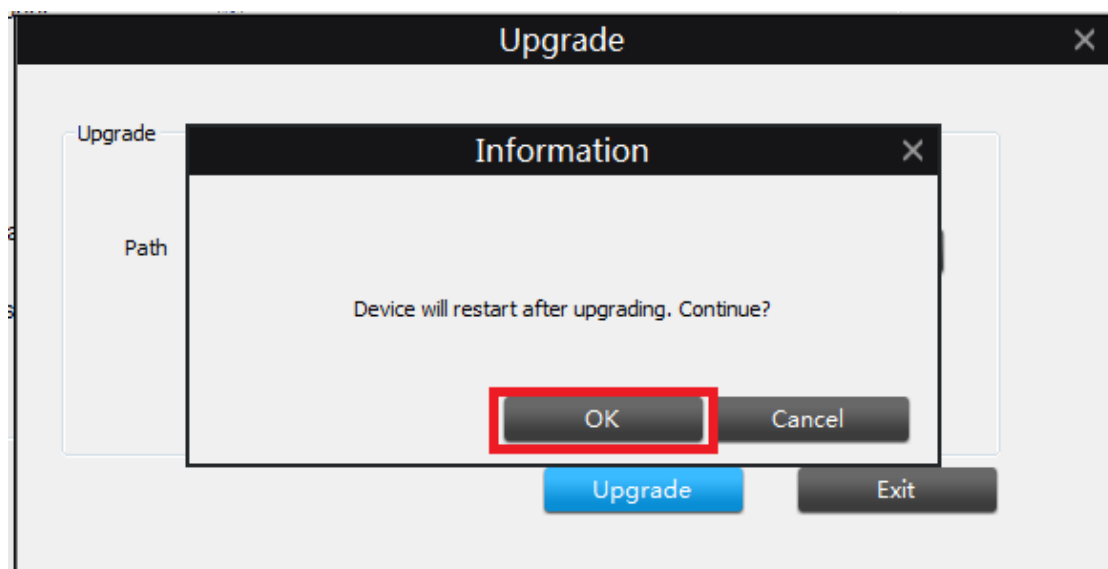 Upgrade
Upgrade
Information
Path
Device will restart after upgrading. Continue?
OK
Cancel
Upgrade
Exit